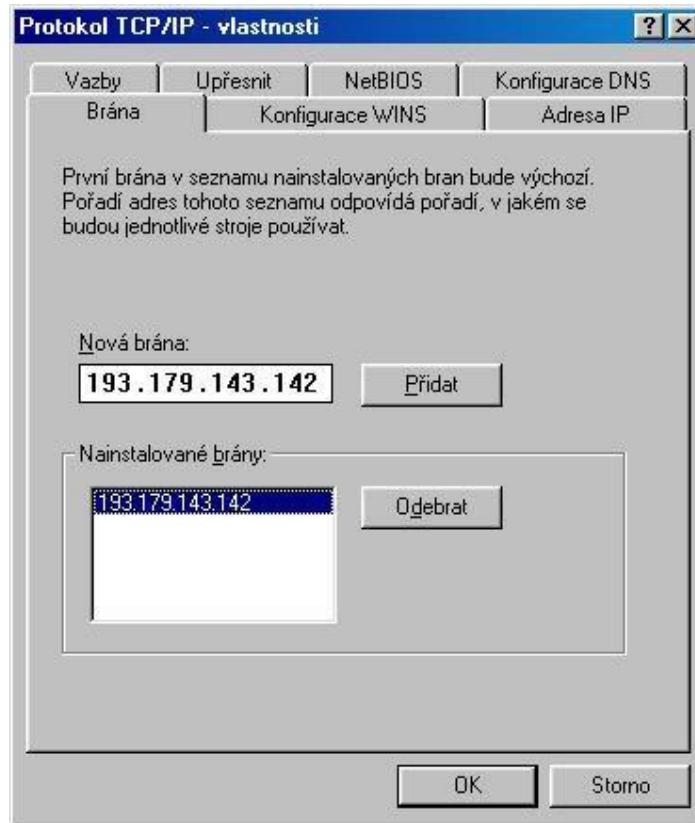 Protokol TCP/IP - vlastnosti
Vazby Upřesnit NetBIOS Konfigurace DNS
Brána Konfigurace WINS Adresa IP
První brána v seznamu nainstalovaných bran bude výchozí.
Pořadí adres tohoto seznamu odpovídá pořadí, v jakém se
budou jednotlivé stroje používat.
Nová brána:
193.179.143.142 Přidat
Nainstalované brány:
193.179.143.142 Odebrat
OK Storno